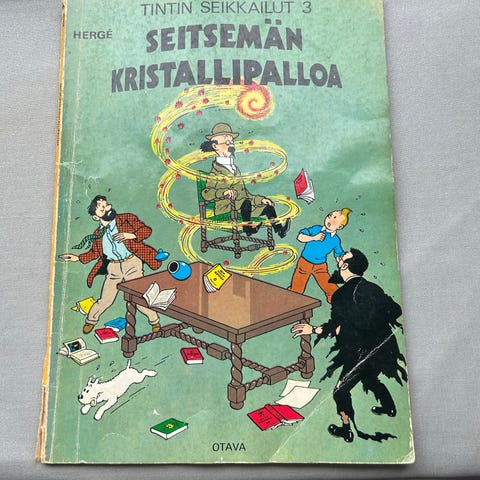 TINTIN SEIKKAILUT 3
HERGÉ
SEITSEMÄN
KRISTALLIPALLOA
OTAVA